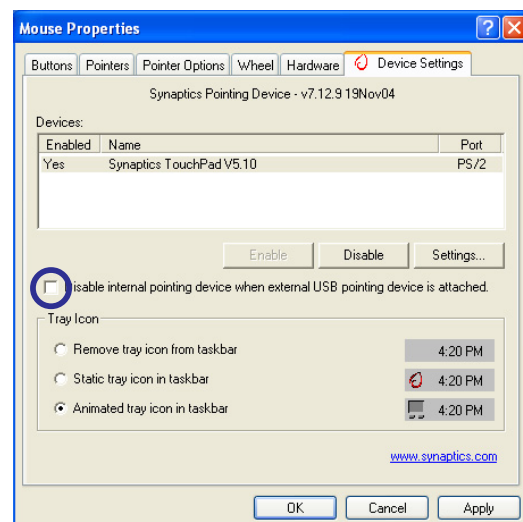 Mouse Properties
Buttons Pointers Pointer Options Wheel Hardware Device Settings
Synaptics Pointing Device - v7.12.9 19Nov04
Devices:
Enabled Name Port
Yes Synaptics TouchPad V5.10 PS/2
Enable Disable Settings...
Disable internal pointing device when external USB pointing device is attached.
Tray Icon
Remove tray icon from taskbar 4:20 PM
Static tray icon in taskbar 4:20 PM
Animated tray icon in taskbar 4:20 PM
www.synaptics.com
OK Cancel Apply